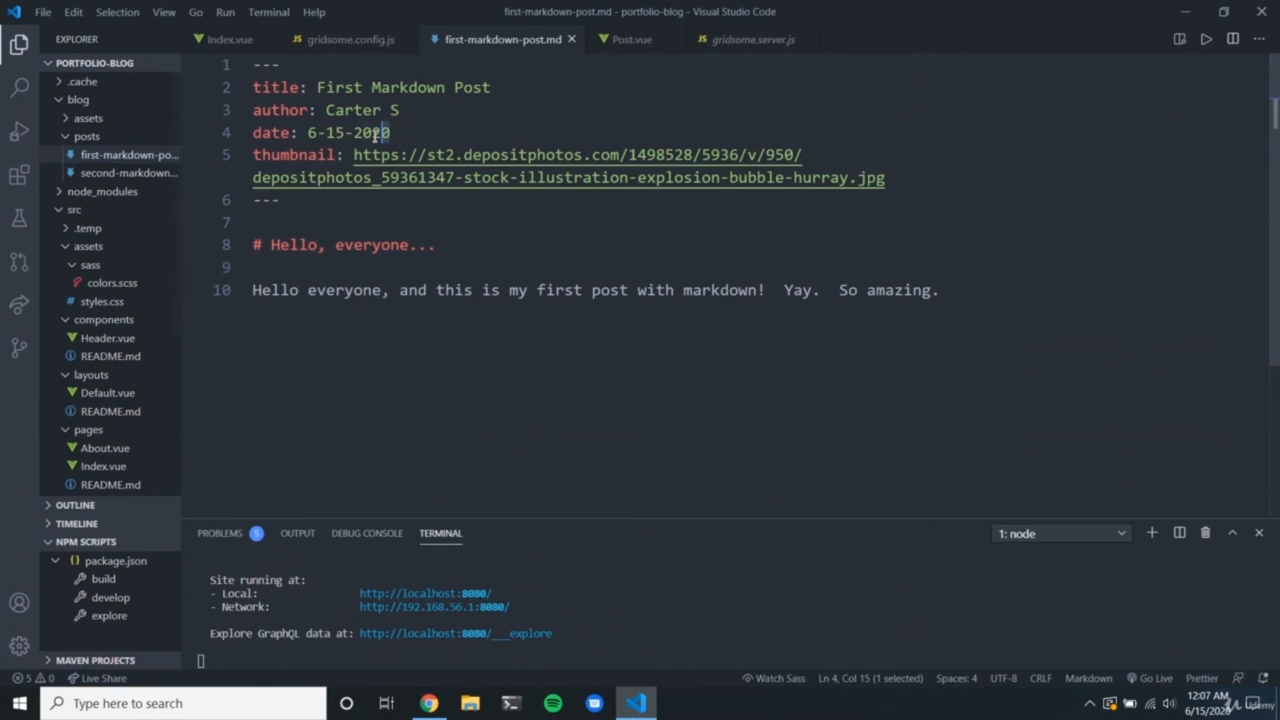 File Edit Selection View Go Run Terminal Help
first-markdown-post.md - portfolio-blog - Visual Studio Code
EXPLORER
Index.vue
gridsome.config.js
first-markdown-post.md
Post.vue
gridsome.server.js
PORTFOLIO-BLOG
.cache
blog
assets
posts
first-markdown-po...
second-markdown...
node_modules
src
.temp
assets
sass
colors.scss
styles.css
components
Header.vue
README.md
layouts
Default.vue
README.md
pages
About.vue
Index.vue
README.md
OUTLINE
TIMELINE
NPM SCRIPTS
package.json
build
develop
explore
MAVEN PROJECTS
1 ---
2 title: First Markdown Post
3 author: Carter S
4 date: 6-15-2020
5 thumbnail: https://st2.depositphotos.com/1498528/5936/v/950/
depositphotos_59361347-stock-illustration-explosion-bubble-hurray.jpg
6 ---
7
8 # Hello, everyone...
9
10 Hello everyone, and this is my first post with markdown!  Yay.  So amazing.
PROBLEMS 5 OUTPUT DEBUG CONSOLE TERMINAL
1: node
Site running at:
- Local: http://localhost:8080/
- Network: http://192.168.56.1:8080/
Explore GraphQL data at: http://localhost:8080/___explore
5 0 Live Share
Watch Sass Ln 4, Col 15 (1 selected) Spaces: 4 UTF-8 CRLF Markdown Go Live Prettier
Type here to search
12:07 AM
6/15/2020
Udemy